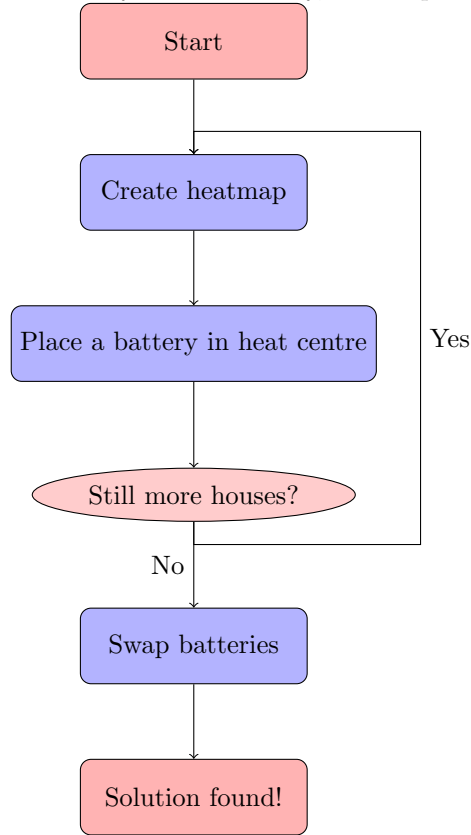 Start
Create heatmap
Place a battery in heat centre
Yes
Still more houses?
No
Swap batteries
Solution found!